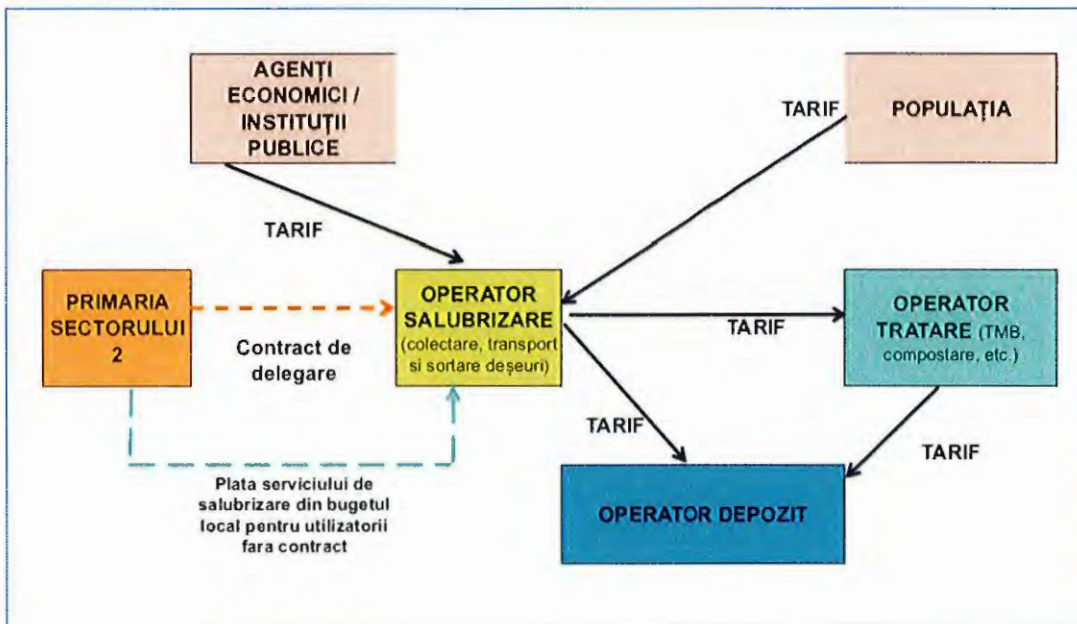 AGENȚI
ECONOMICI /
INSTITUȚII
PUBLICE
TARIF
POPULAȚIA
TARIF
PRIMARIA
SECTORULUI
2
Contract de
delegare
OPERATOR
SALUBRIZARE
(colectare, transport
si sortare deșeuri)
TARIF
OPERATOR
TRATARE (TMB,
compostare, etc.)
TARIF
TARIF
Plata serviciului de
salubrizare din bugetul
local pentru utilizatorii
fara contract
OPERATOR DEPOZIT